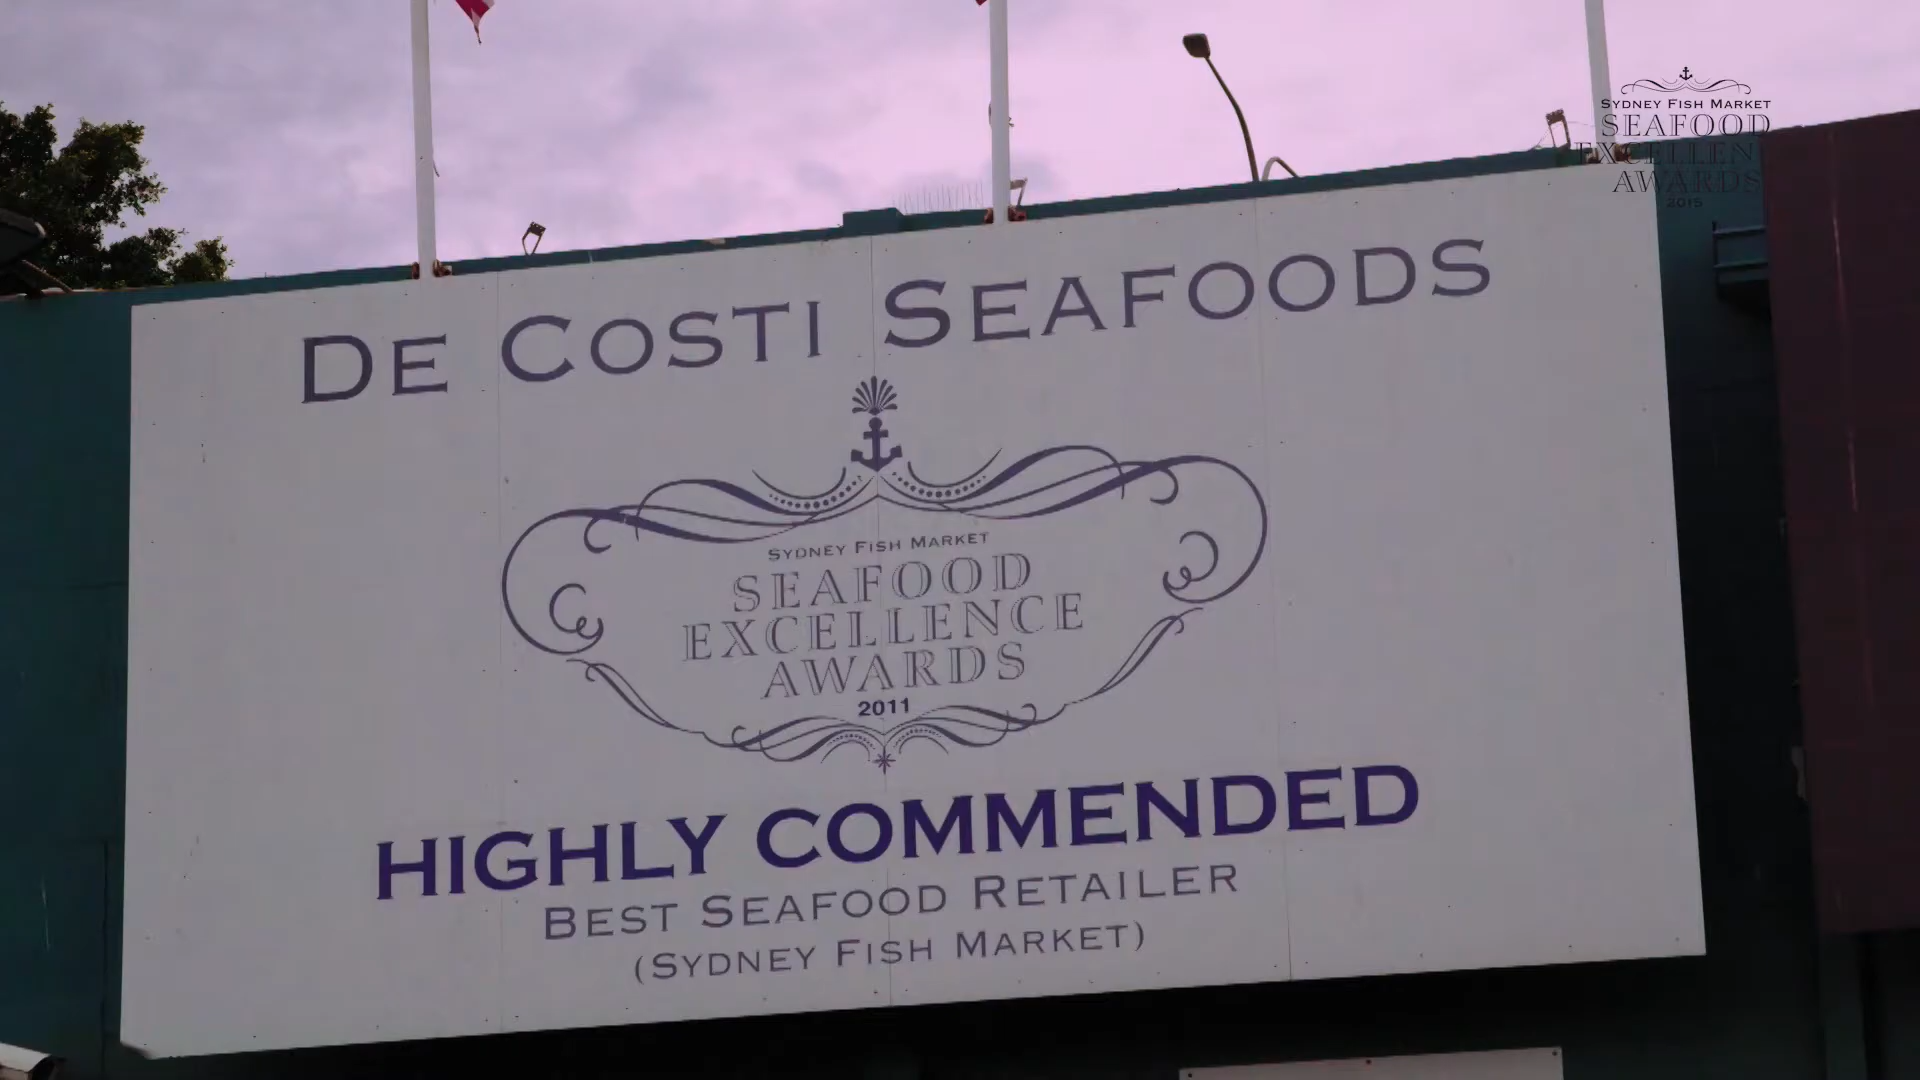 SYDNEY FISH MARKET
SEAFOOD
AWARDS
2015
DE COSTI SEAFOODS
SYDNEY FISH MARKET
SEAFOOD
EXCELLENCE
AWARDS
2011
HIGHLY COMMENDED
BEST SEAFOOD RETAILER
(SYDNEY FISH MARKET)